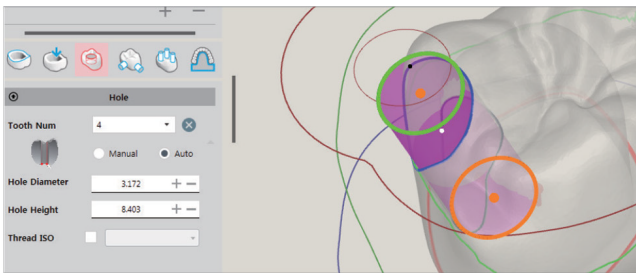 Hole
Tooth Num 4
Manual Auto
Hole Diameter 3.172
Hole Height 8.403
Thread ISO